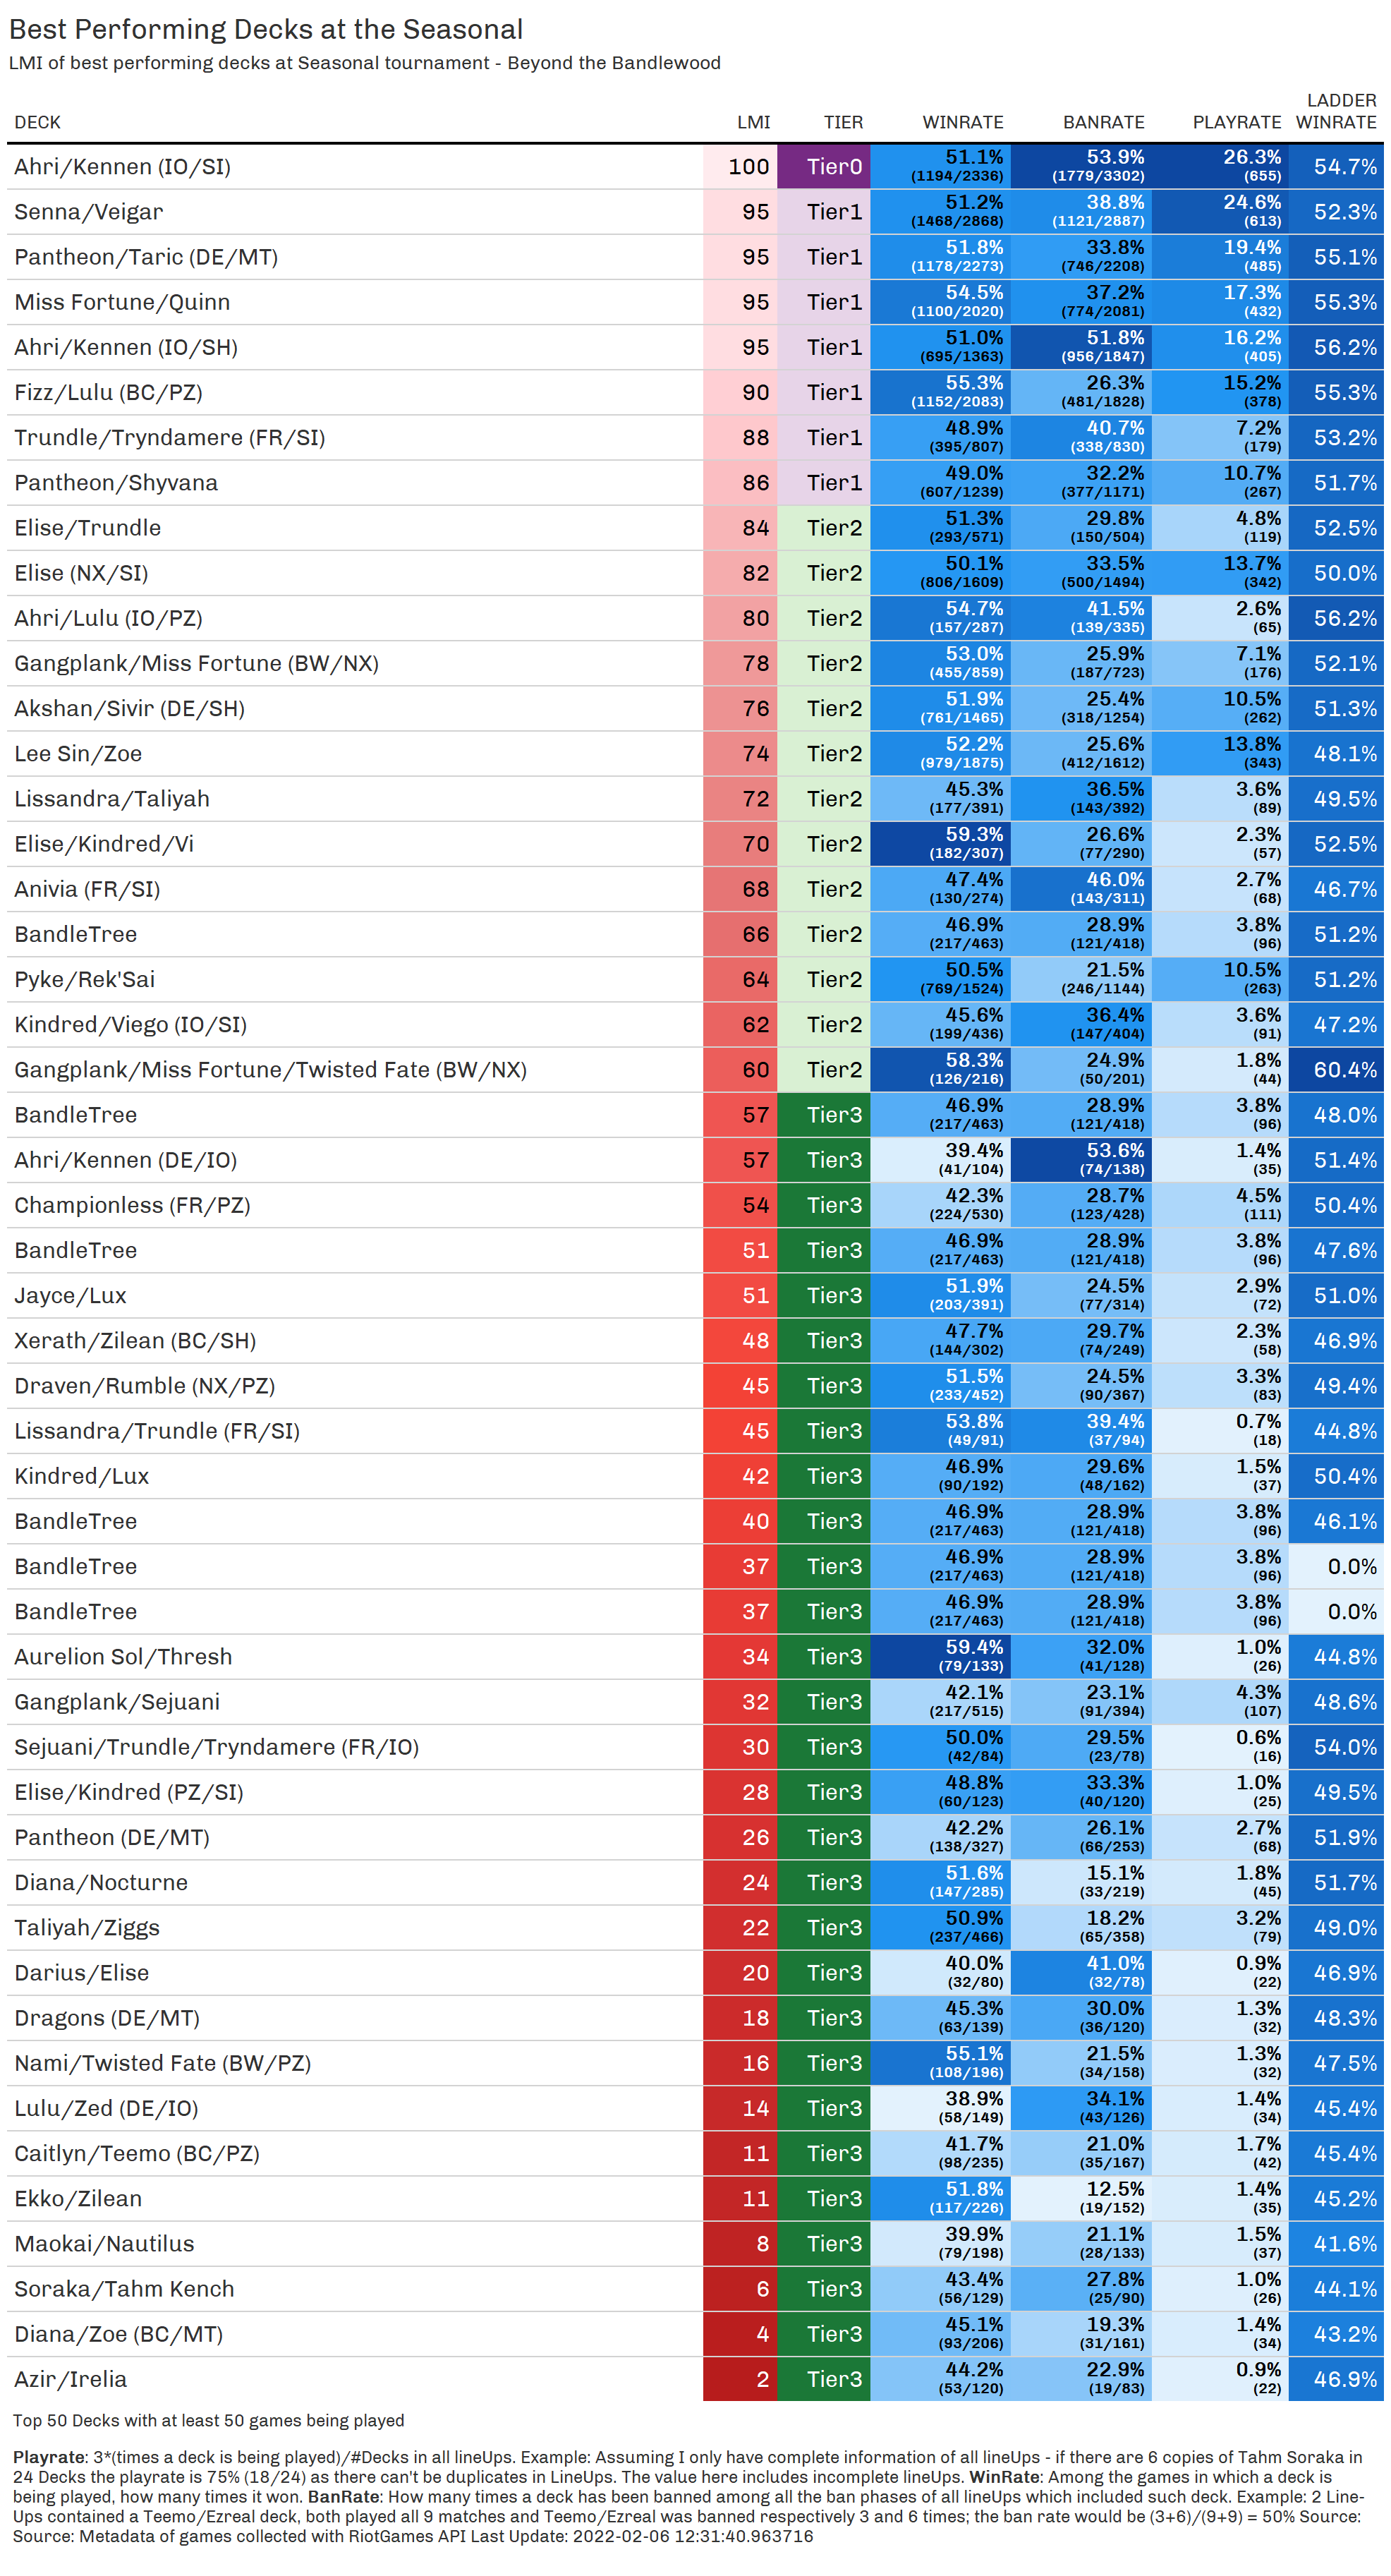 Best Performing Decks at the Seasonal
LMI of best performing decks at Seasonal tournament - Beyond the Bandlewood
DECK LMI TIER WINRATE BANRATE PLAYRATE LADDER WINRATE
Ahri/Kennen (IO/SI) 100 Tier0 51.1% (1194/2336) 53.9% (1779/3302) 26.3% (655) 54.7%
Senna/Veigar 95 Tier1 51.2% (1468/2868) 38.8% (1121/2887) 24.6% (613) 52.3%
Pantheon/Taric (DE/MT) 95 Tier1 51.8% (1178/2273) 33.8% (746/2208) 19.4% (485) 55.1%
Miss Fortune/Quinn 95 Tier1 54.5% (1100/2020) 37.2% (774/2081) 17.3% (432) 55.3%
Ahri/Kennen (IO/SH) 95 Tier1 51.0% (695/1363) 51.8% (956/1847) 16.2% (405) 56.2%
Fizz/Lulu (BC/PZ) 90 Tier1 55.3% (1152/2083) 26.3% (481/1828) 15.2% (378) 55.3%
Trundle/Tryndamere (FR/SI) 88 Tier1 48.9% (395/807) 40.7% (338/830) 7.2% (179) 53.2%
Pantheon/Shyvana 86 Tier1 49.0% (607/1239) 32.2% (377/1171) 10.7% (267) 51.7%
Elise/Trundle 84 Tier2 51.3% (293/571) 29.8% (150/504) 4.8% (119) 52.5%
Elise (NX/SI) 82 Tier2 50.1% (806/1609) 33.5% (500/1494) 13.7% (342) 50.0%
Ahri/Lulu (IO/PZ) 80 Tier2 54.7% (157/287) 41.5% (139/335) 2.6% (65) 56.2%
Gangplank/Miss Fortune (BW/NX) 78 Tier2 53.0% (455/859) 25.9% (187/723) 7.1% (176) 52.1%
Akshan/Sivir (DE/SH) 76 Tier2 51.9% (761/1465) 25.4% (318/1254) 10.5% (262) 51.3%
Lee Sin/Zoe 74 Tier2 52.2% (979/1875) 25.6% (412/1612) 13.8% (343) 48.1%
Lissandra/Taliyah 72 Tier2 45.3% (177/391) 36.5% (143/392) 3.6% (89) 49.5%
Elise/Kindred/Vi 70 Tier2 59.3% (182/307) 26.6% (77/290) 2.3% (57) 52.5%
Anivia (FR/SI) 68 Tier2 47.4% (130/274) 46.0% (143/311) 2.7% (68) 46.7%
BandleTree 66 Tier2 46.9% (217/463) 28.9% (121/418) 3.8% (96) 51.2%
Pyke/Rek'Sai 64 Tier2 50.5% (769/1524) 21.5% (246/1144) 10.5% (263) 51.2%
Kindred/Viego (IO/SI) 62 Tier2 45.6% (199/436) 36.4% (147/404) 3.6% (91) 47.2%
Gangplank/Miss Fortune/Twisted Fate (BW/NX) 60 Tier2 58.3% (126/216) 24.9% (50/201) 1.8% (44) 60.4%
BandleTree 57 Tier3 46.9% (217/463) 28.9% (121/418) 3.8% (96) 48.0%
Ahri/Kennen (DE/IO) 57 Tier3 39.4% (41/104) 53.6% (74/138) 1.4% (35) 51.4%
Championless (FR/PZ) 54 Tier3 42.3% (224/530) 28.7% (123/428) 4.5% (111) 50.4%
BandleTree 51 Tier3 46.9% (217/463) 28.9% (121/418) 3.8% (96) 47.6%
Jayce/Lux 51 Tier3 51.9% (203/391) 24.5% (77/314) 2.9% (72) 51.0%
Xerath/Zilean (BC/SH) 48 Tier3 47.7% (144/302) 29.7% (74/249) 2.3% (58) 46.9%
Draven/Rumble (NX/PZ) 45 Tier3 51.5% (233/452) 24.5% (90/367) 3.3% (83) 49.4%
Lissandra/Trundle (FR/SI) 45 Tier3 53.8% (49/91) 39.4% (37/94) 0.7% (18) 44.8%
Kindred/Lux 42 Tier3 46.9% (90/192) 29.6% (48/162) 1.5% (37) 50.4%
BandleTree 40 Tier3 46.9% (217/463) 28.9% (121/418) 3.8% (96) 46.1%
BandleTree 37 Tier3 46.9% (217/463) 28.9% (121/418) 3.8% (96) 0.0%
BandleTree 37 Tier3 46.9% (217/463) 28.9% (121/418) 3.8% (96) 0.0%
Aurelion Sol/Thresh 34 Tier3 59.4% (79/133) 32.0% (41/128) 1.0% (26) 44.8%
Gangplank/Sejuani 32 Tier3 42.1% (217/515) 23.1% (91/394) 4.3% (107) 48.6%
Sejuani/Trundle/Tryndamere (FR/IO) 30 Tier3 50.0% (42/84) 29.5% (23/78) 0.6% (16) 54.0%
Elise/Kindred (PZ/SI) 28 Tier3 48.8% (60/123) 33.3% (40/120) 1.0% (25) 49.5%
Pantheon (DE/MT) 26 Tier3 42.2% (138/327) 26.1% (66/253) 2.7% (68) 51.9%
Diana/Nocturne 24 Tier3 51.6% (147/285) 15.1% (33/219) 1.8% (45) 51.7%
Taliyah/Ziggs 22 Tier3 50.9% (237/466) 18.2% (65/358) 3.2% (79) 49.0%
Darius/Elise 20 Tier3 40.0% (32/80) 41.0% (32/78) 0.9% (22) 46.9%
Dragons (DE/MT) 18 Tier3 45.3% (63/139) 30.0% (36/120) 1.3% (32) 48.3%
Nami/Twisted Fate (BW/PZ) 16 Tier3 55.1% (108/196) 21.5% (34/158) 1.3% (32) 47.5%
Lulu/Zed (DE/IO) 14 Tier3 38.9% (58/149) 34.1% (43/126) 1.4% (34) 45.4%
Caitlyn/Teemo (BC/PZ) 11 Tier3 41.7% (98/235) 21.0% (35/167) 1.7% (42) 45.4%
Ekko/Zilean 11 Tier3 51.8% (117/226) 12.5% (19/152) 1.4% (35) 45.2%
Maokai/Nautilus 8 Tier3 39.9% (79/198) 21.1% (28/133) 1.5% (37) 41.6%
Soraka/Tahm Kench 6 Tier3 43.4% (56/129) 27.8% (25/90) 1.0% (26) 44.1%
Diana/Zoe (BC/MT) 4 Tier3 45.1% (93/206) 19.3% (31/161) 1.4% (34) 43.2%
Azir/Irelia 2 Tier3 44.2% (53/120) 22.9% (19/83) 0.9% (22) 46.9%
Top 50 Decks with at least 50 games being played
Playrate: 3*(times a deck is being played)/#Decks in all lineUps. Example: Assuming I only have complete information of all lineUps - if there are 6 copies of Tahm Soraka in
24 Decks the playrate is 75% (18/24) as there can't be duplicates in LineUps. The value here includes incomplete lineUps. WinRate: Among the games in which a deck is
being played, how many times it won. BanRate: How many times a deck has been banned among all the ban phases of all lineUps which included such deck. Example: 2 Line-
Ups contained a Teemo/Ezreal deck, both played all 9 matches and Teemo/Ezreal was banned respectively 3 and 6 times; the ban rate would be (3+6)/(9+9) = 50% Source:
Source: Metadata of games collected with RiotGames API Last Update: 2022-02-06 12:31:40.963716